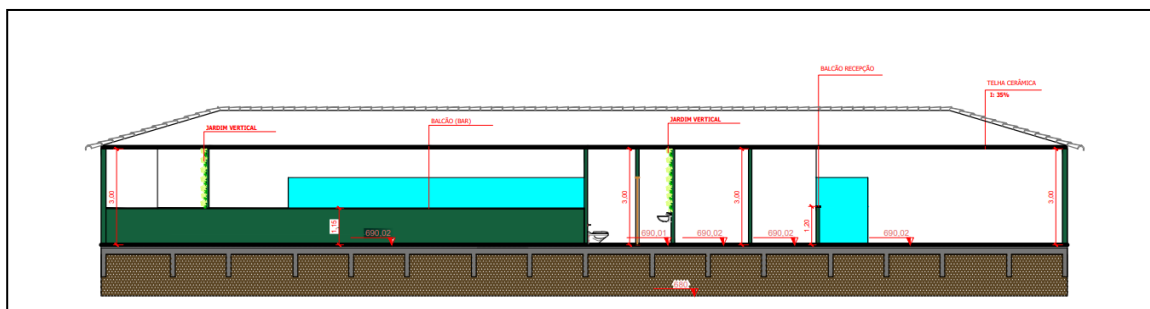 BALCÃO RECEPÇÃO
TELHA CERÂMICA
I: 35%
JARDIM VERTICAL
BALCÃO (BAR)
JARDIM VERTICAL
3,00
3,00
3,00
3,00
1,15
1,20
690,02
690,01
690,02
690,02
690,02